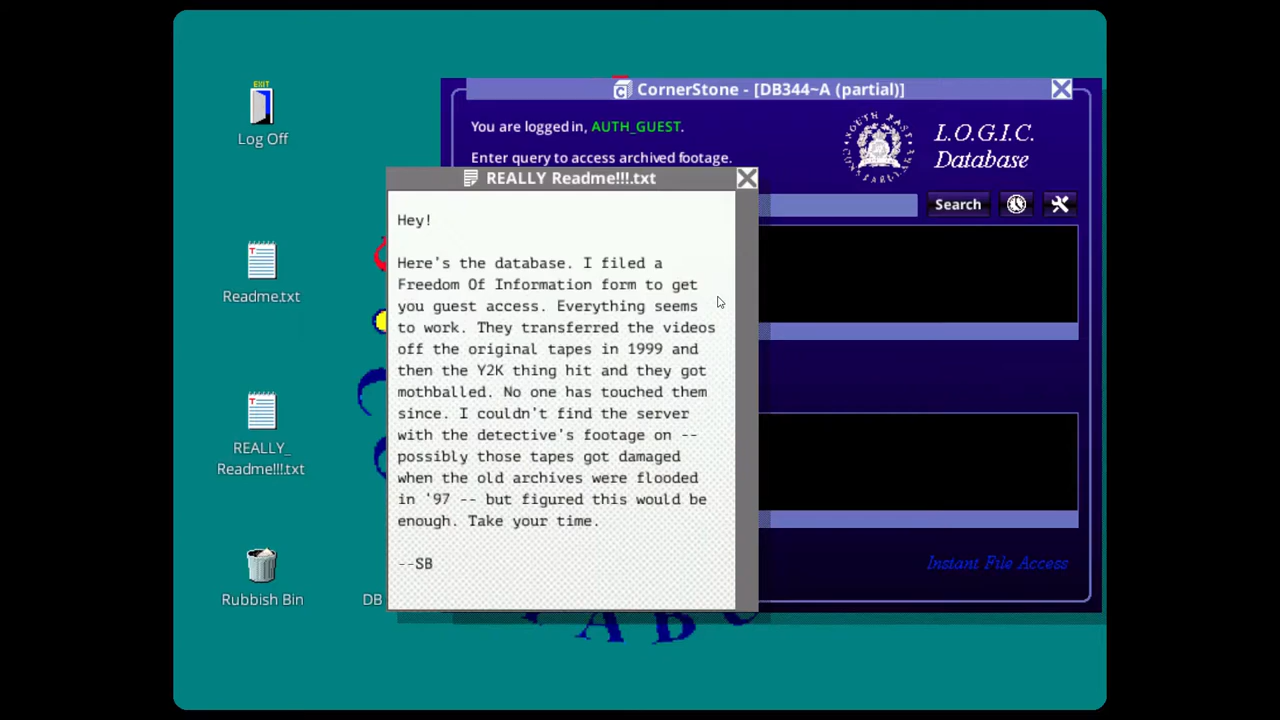 EXIT
Log Off
Readme.txt
REALLY_
Readme!!!.txt
Rubbish Bin
DB
CornerStone - [DB344~A (partial)]
You are logged in, AUTH_GUEST.
Enter query to access archived footage.
SOUTH EAST
CONSTABULARY
L.O.G.I.C.
Database
Search
REALLY Readme!!!.txt
Hey!
Here's the database. I filed a
Freedom Of Information form to get
you guest access. Everything seems
to work. They transferred the videos
off the original tapes in 1999 and
then the Y2K thing hit and they got
mothballed. No one has touched them
since. I couldn't find the server
with the detective's footage on --
possibly those tapes got damaged
when the old archives were flooded
in '97 -- but figured this would be
enough. Take your time.
--SB
Instant File Access